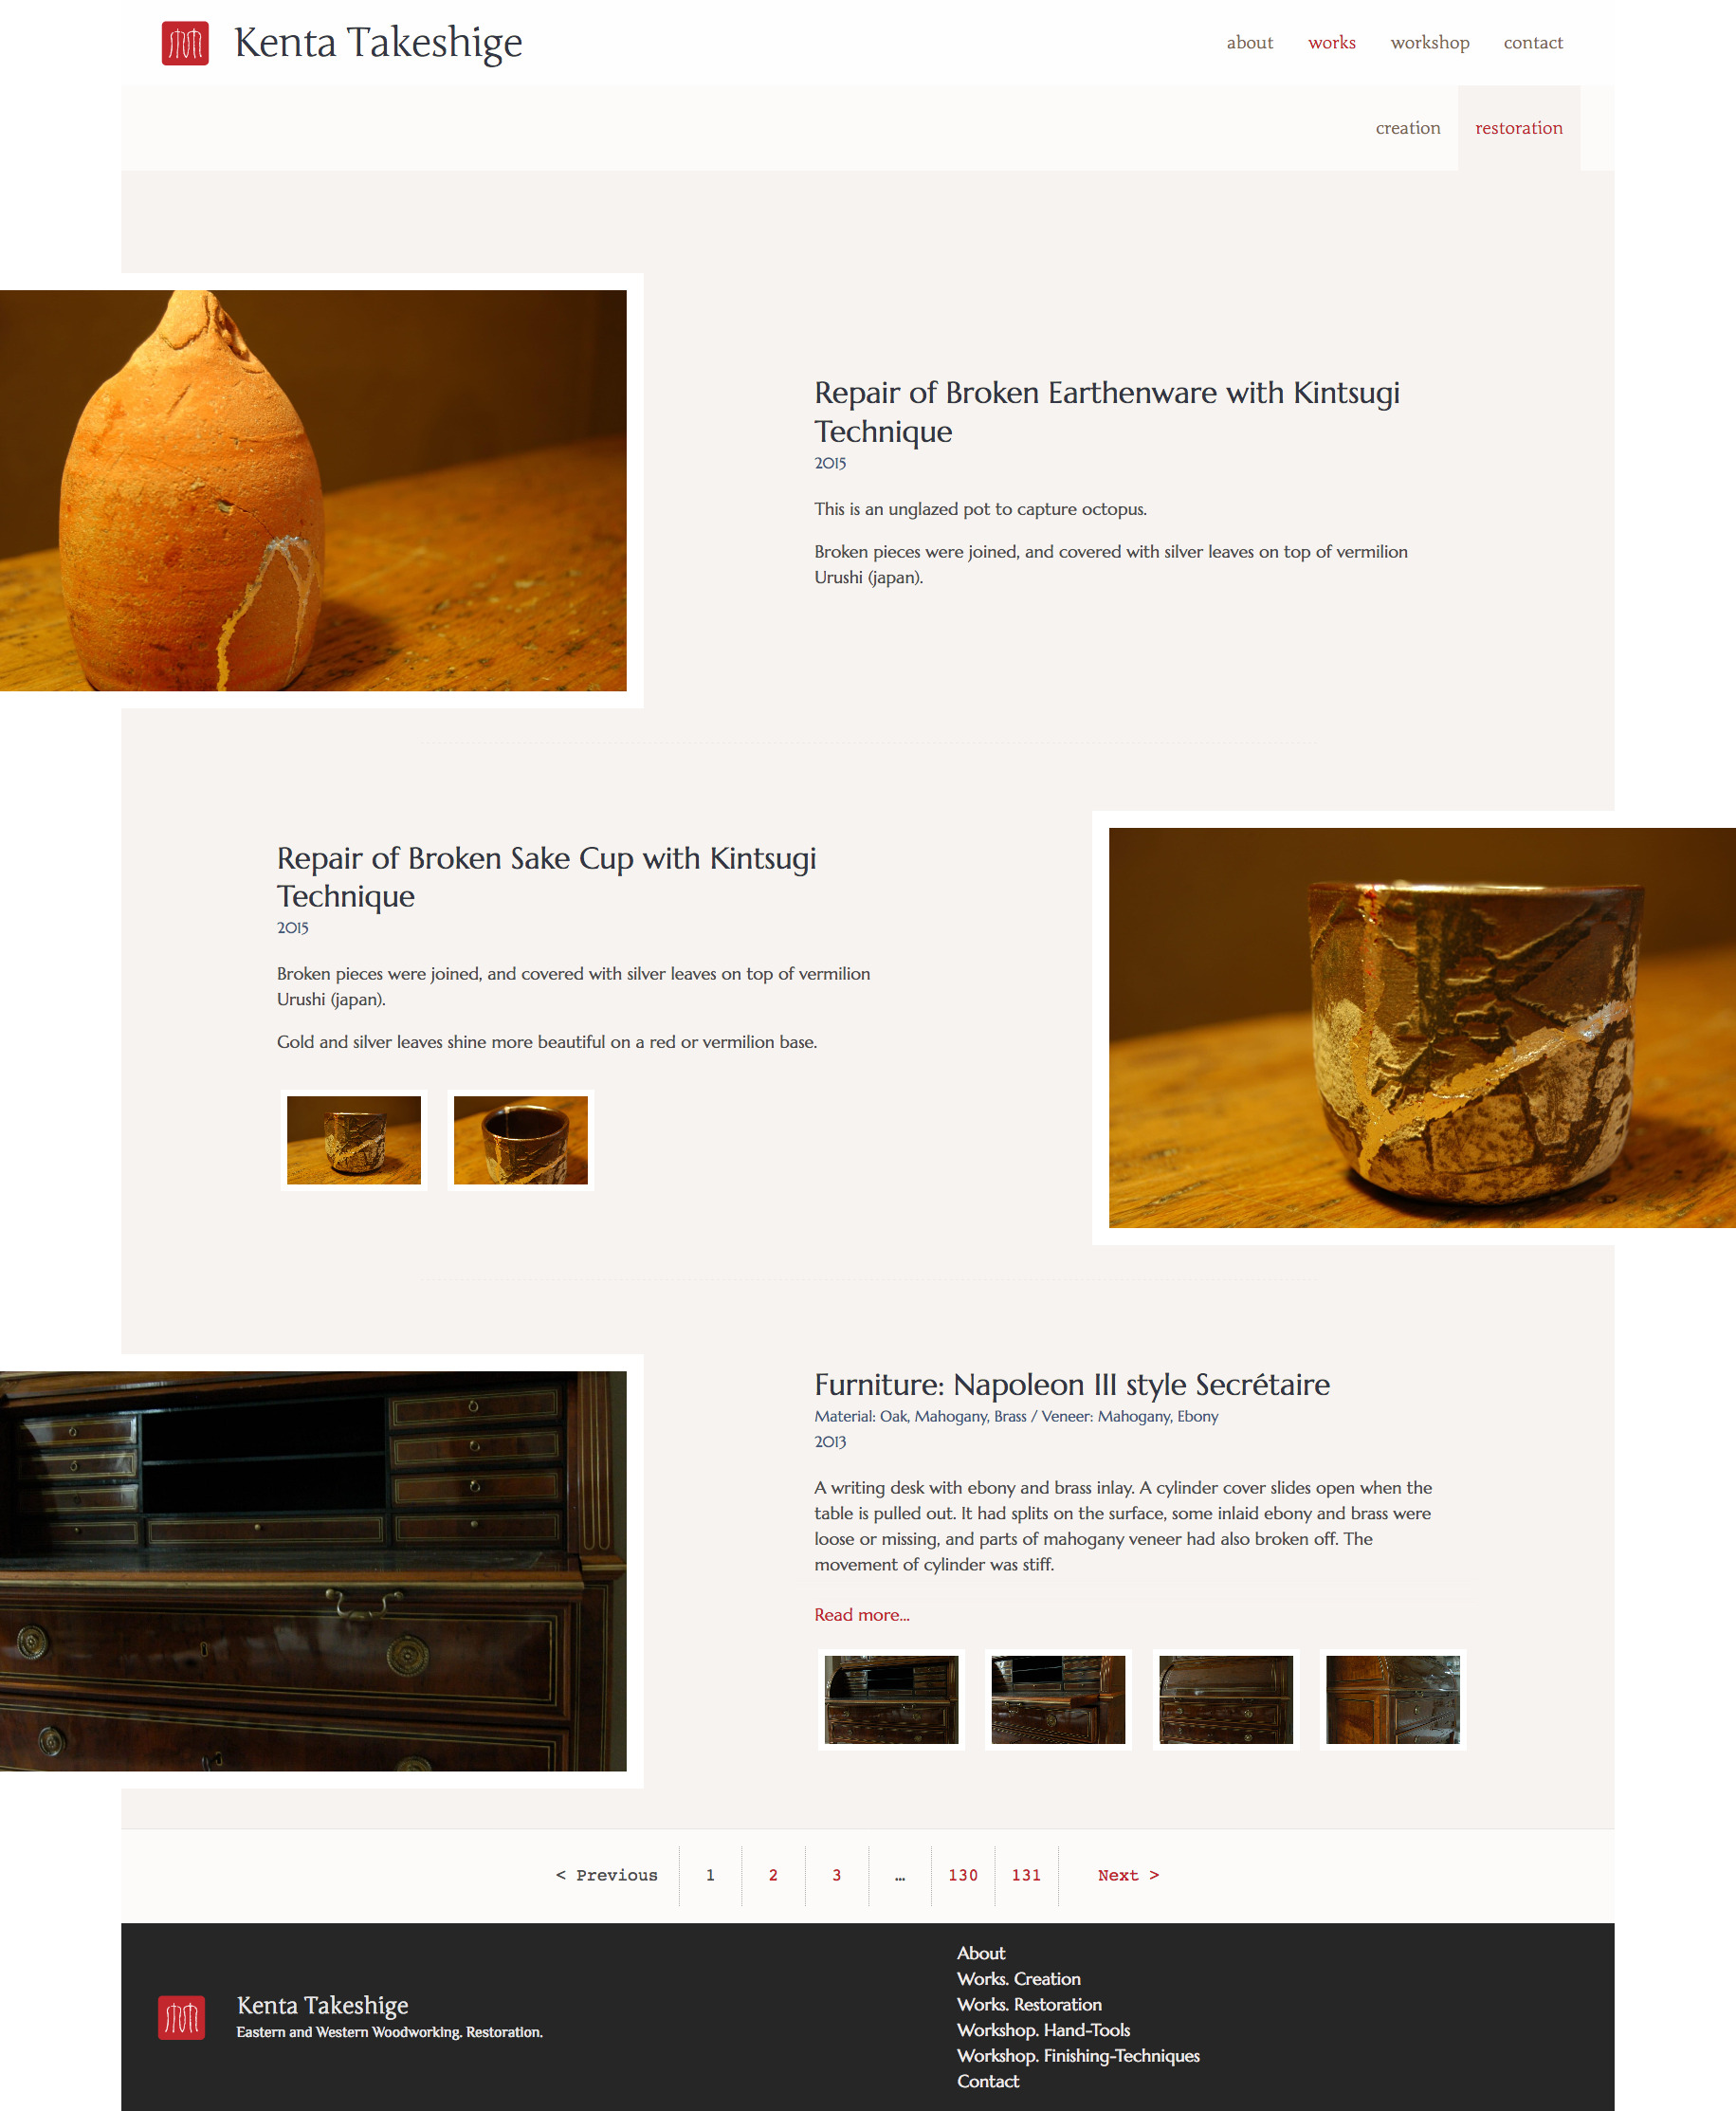 Kenta Takeshige
about works workshop contact
creation restoration
Repair of Broken Earthenware with Kintsugi
Technique
2015
This is an unglazed pot to capture octopus.
Broken pieces were joined, and covered with silver leaves on top of vermilion
Urushi (japan).
Repair of Broken Sake Cup with Kintsugi
Technique
2015
Broken pieces were joined, and covered with silver leaves on top of vermilion
Urushi (japan).
Gold and silver leaves shine more beautiful on a red or vermilion base.
Furniture: Napoleon III style Secrétaire
Material: Oak, Mahogany, Brass / Veneer: Mahogany, Ebony
2013
A writing desk with ebony and brass inlay. A cylinder cover slides open when the
table is pulled out. It had splits on the surface, some inlaid ebony and brass were
loose or missing, and parts of mahogany veneer had also broken off. The
movement of cylinder was stiff.
Read more...
< Previous 1 2 3 … 130 131 Next >
Kenta Takeshige
Eastern and Western Woodworking. Restoration.
About
Works. Creation
Works. Restoration
Workshop. Hand-Tools
Workshop. Finishing-Techniques
Contact